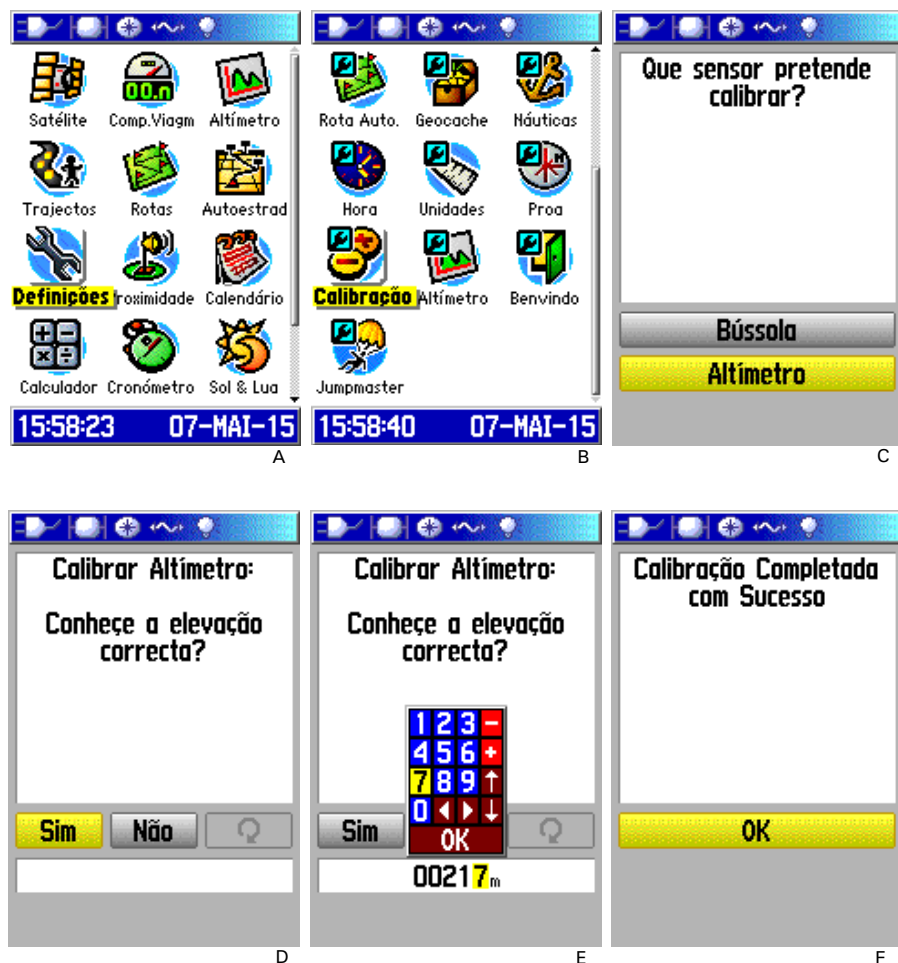 Satélite Comp.Viagm Altímetro
Trajectos Rotas Autoestrad
Definições roximidade Calendário
Calculador Cronómetro Sol & Lua
15:58:23 07-MAI-15
A
Rota Auto. Geocache Náuticas
Hora Unidades Proa
Calibração Altímetro Benvindo
Jumpmaster
15:58:40 07-MAI-15
B
Que sensor pretende
calibrar?
Bússola
Altímetro
C
Calibrar Altímetro:
Conheçe a elevação
correcta?
Sim Não
D
Calibrar Altímetro:
Conheçe a elevação
correcta?
1 2 3 -
4 5 6 +
7 8 9 ↑
0 ◀ ▶ ↓
Sim OK
00217m
E
Calibração Completada
com Sucesso
OK
F